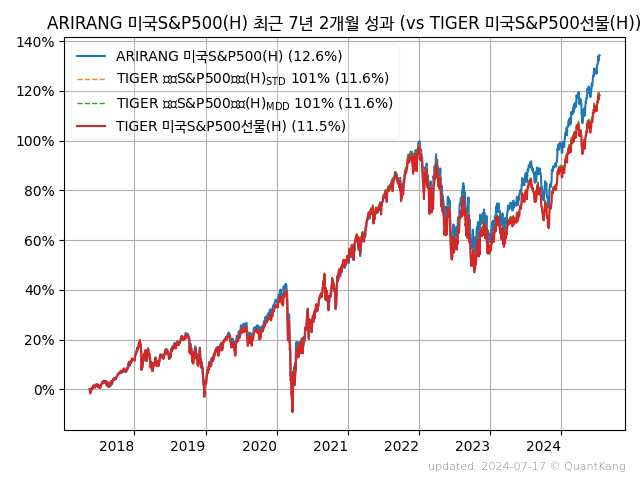 ARIRANG 미국S&P500(H) 최근 7년 2개월 성과 (vs TIGER 미국S&P500선물(H))
140%
120%
100%
80%
60%
40%
20%
0%
ARIRANG 미국S&P500(H) (12.6%)
TIGER □□S&P500□□(H)STD 101% (11.6%)
TIGER □□S&P500□□(H)MDD 101% (11.6%)
TIGER 미국S&P500선물(H) (11.5%)
2018 2019 2020 2021 2022 2023 2024
updated: 2024-07-17 © QuantKang